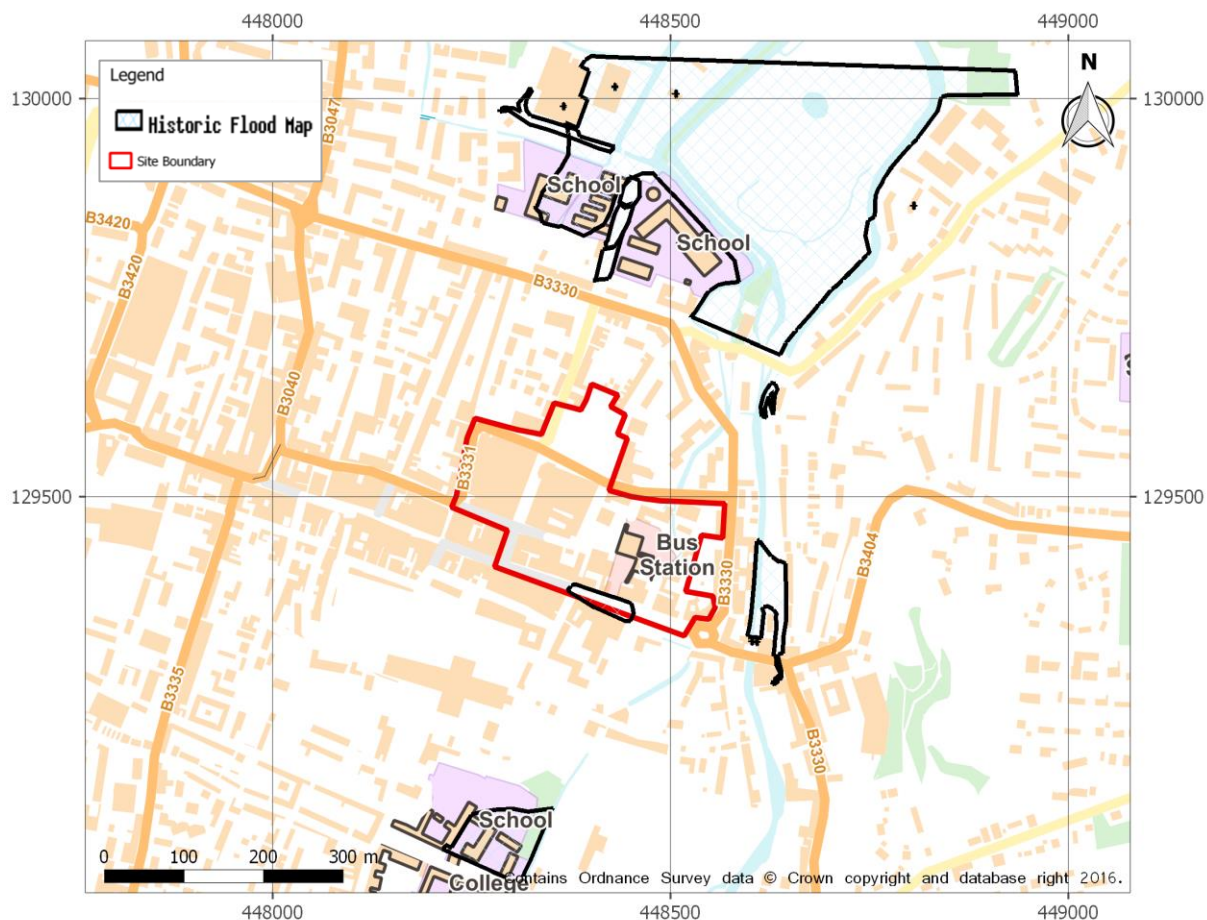 448000
448500
449000
Legend
Historic Flood Map
Site Boundary
N
130000
130000
B3047
School
School
B3420
B3420
B3330
B3040
B3331
129500
129500
Bus
Station
B3330
B3404
B3335
B3330
School
College
0 100 200 300 m
Contains Ordnance Survey data © Crown copyright and database right 2016.
448000
448500
449000